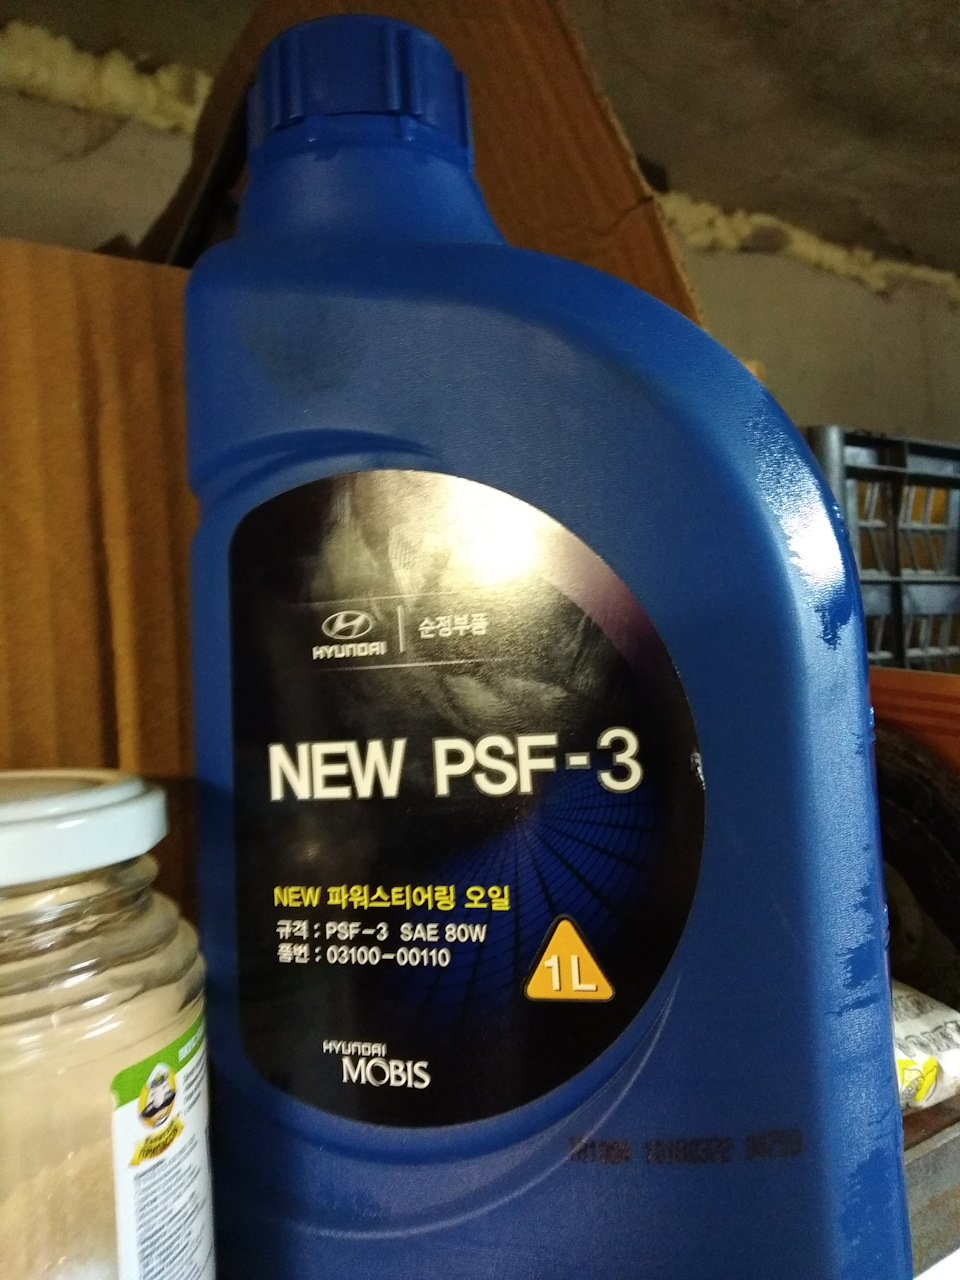 HYUNDAI
순정부품
NEW PSF-3
NEW 파워스티어링 오일
규격 : PSF-3 SAE 80W
품번 : 03100-00110
1L
HYUNDAI
MOBIS